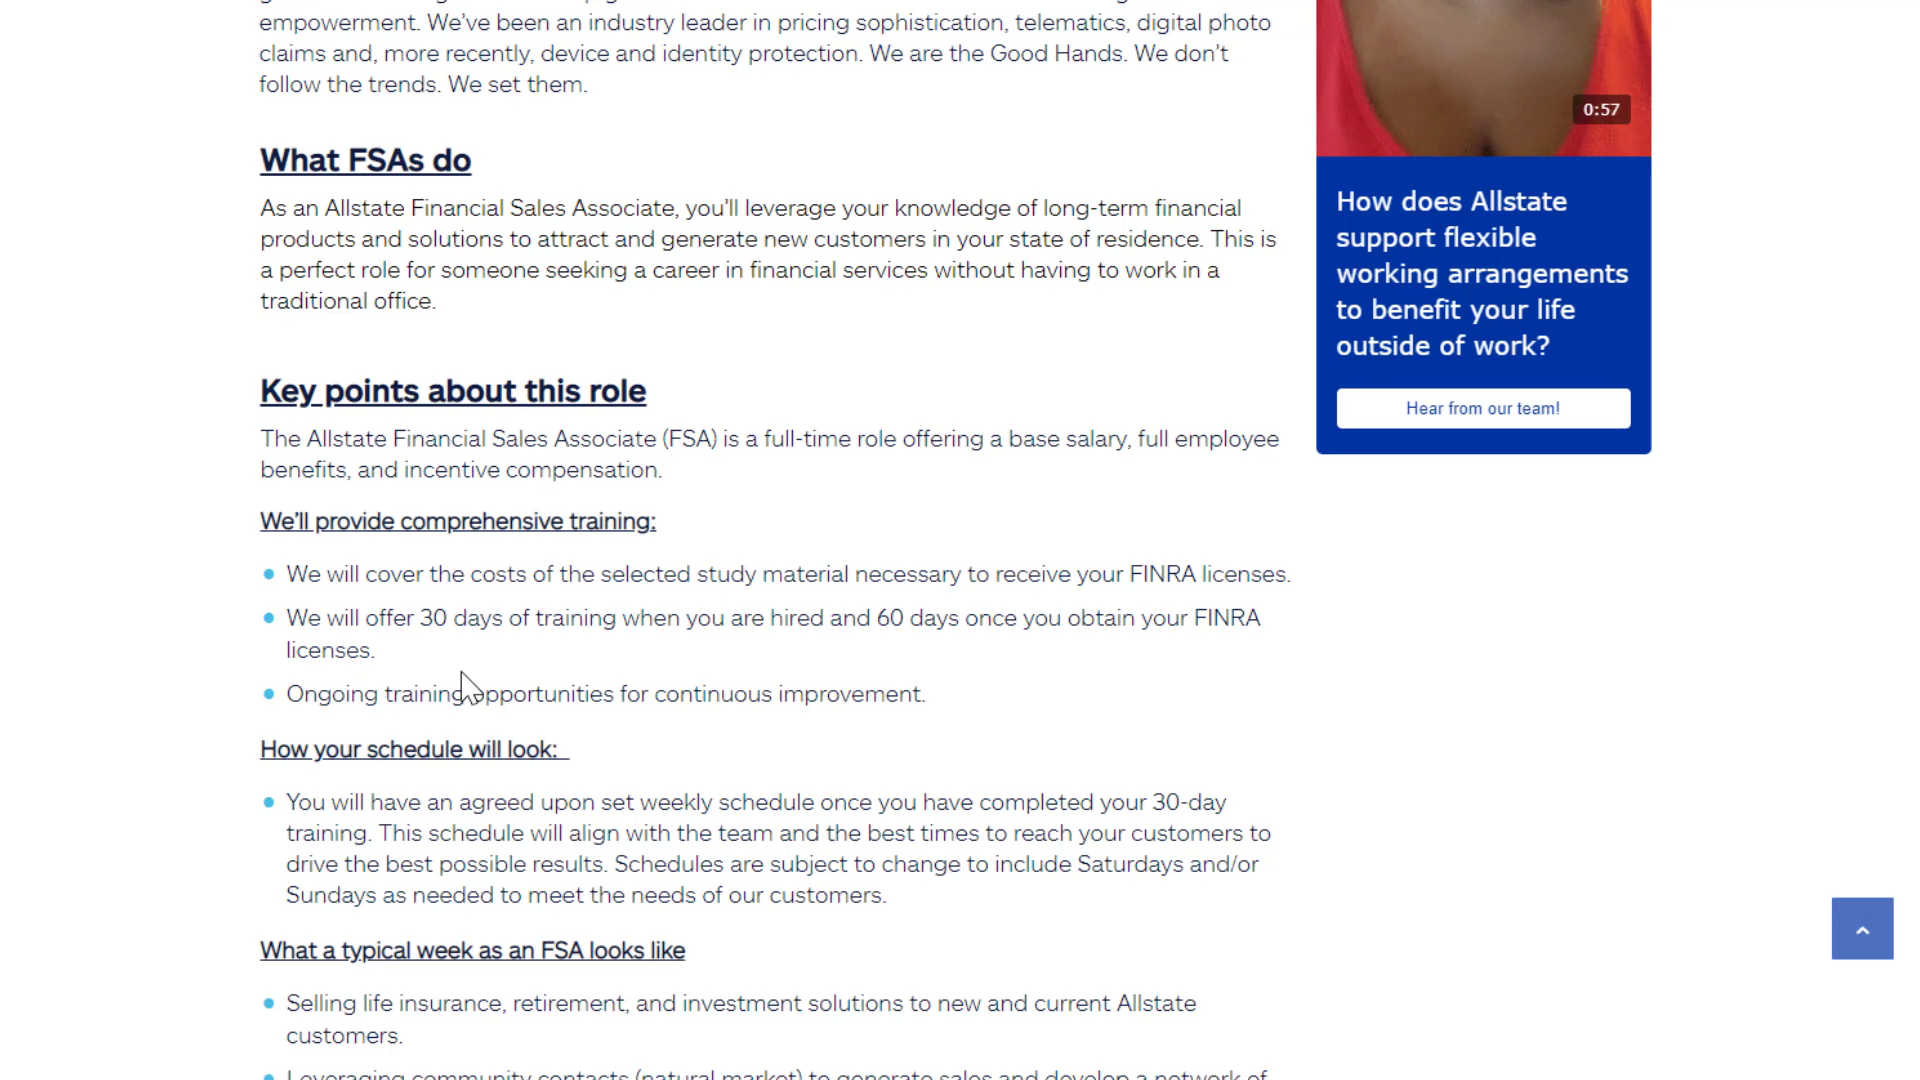 empowerment. We’ve been an industry leader in pricing sophistication, telematics, digital photo
claims and, more recently, device and identity protection. We are the Good Hands. We don’t
follow the trends. We set them.
What FSAs do
As an Allstate Financial Sales Associate, you’ll leverage your knowledge of long-term financial
products and solutions to attract and generate new customers in your state of residence. This is
a perfect role for someone seeking a career in financial services without having to work in a
traditional office.
Key points about this role
The Allstate Financial Sales Associate (FSA) is a full-time role offering a base salary, full employee
benefits, and incentive compensation.
We’ll provide comprehensive training:
We will cover the costs of the selected study material necessary to receive your FINRA licenses.
We will offer 30 days of training when you are hired and 60 days once you obtain your FINRA
licenses.
Ongoing training opportunities for continuous improvement.
How your schedule will look:
You will have an agreed upon set weekly schedule once you have completed your 30-day
training. This schedule will align with the team and the best times to reach your customers to
drive the best possible results. Schedules are subject to change to include Saturdays and/or
Sundays as needed to meet the needs of our customers.
What a typical week as an FSA looks like
Selling life insurance, retirement, and investment solutions to new and current Allstate
customers.
Leveraging community contacts (natural market) to generate sales and develop a network of
0:57
How does Allstate
support flexible
working arrangements
to benefit your life
outside of work?
Hear from our team!